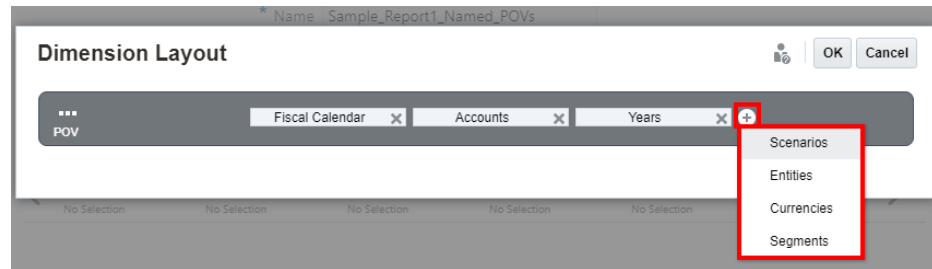 * Name Sample_Report1_Named_POVs
Dimension Layout OK Cancel
POV Fiscal Calendar Accounts Years
Scenarios
Entities
Currencies
Segments
No Selection No Selection No Selection No Selection No Selection